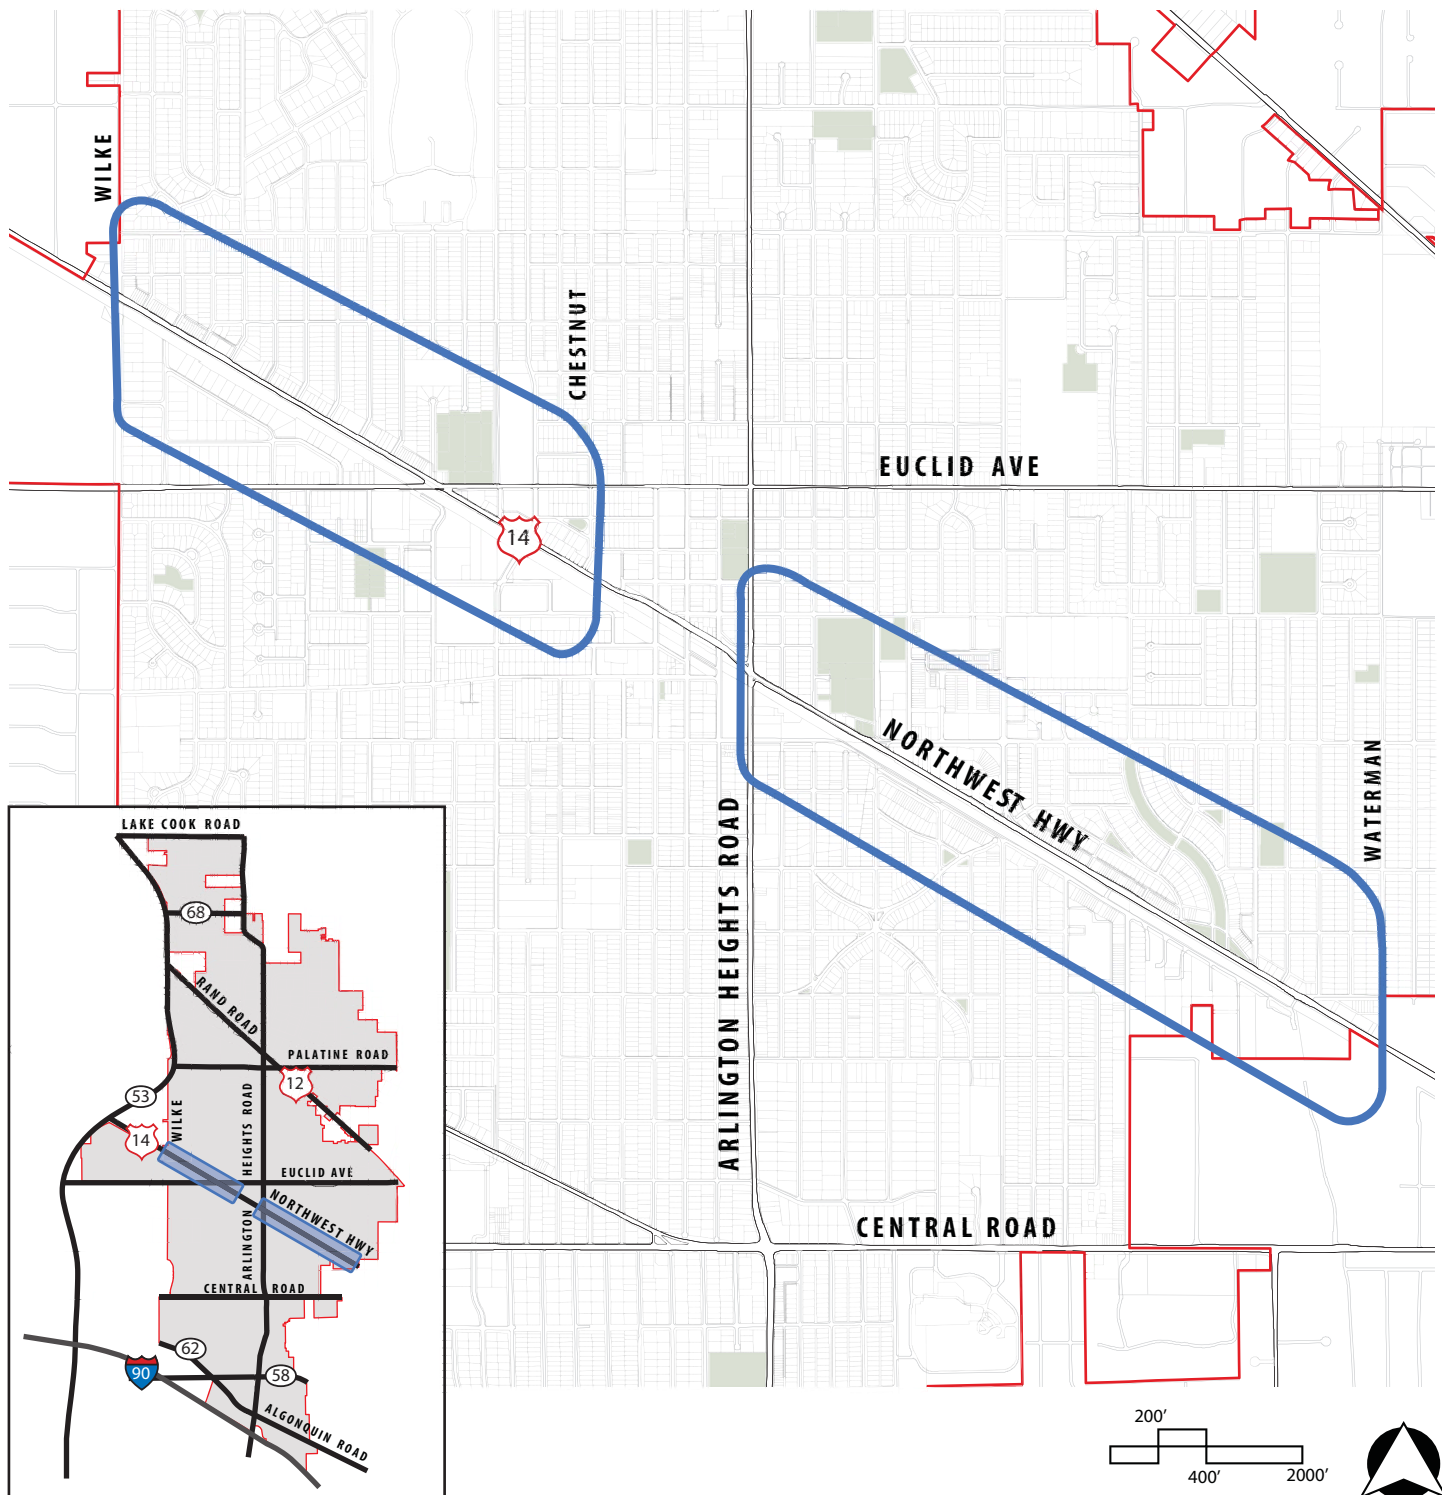 WILKE
CHESTNUT
EUCLID AVE
14
NORTHWEST HWY
WATERMAN
ARLINGTON HEIGHTS ROAD
CENTRAL ROAD
LAKE COOK ROAD
68
RAND ROAD
PALATINE ROAD
12
53
WILKE
14
ARLINGTON HEIGHTS ROAD
EUCLID AVE
NORTHWEST HWY
CENTRAL ROAD
62
90
58
ALGONQUIN ROAD
200'
400'
2000'